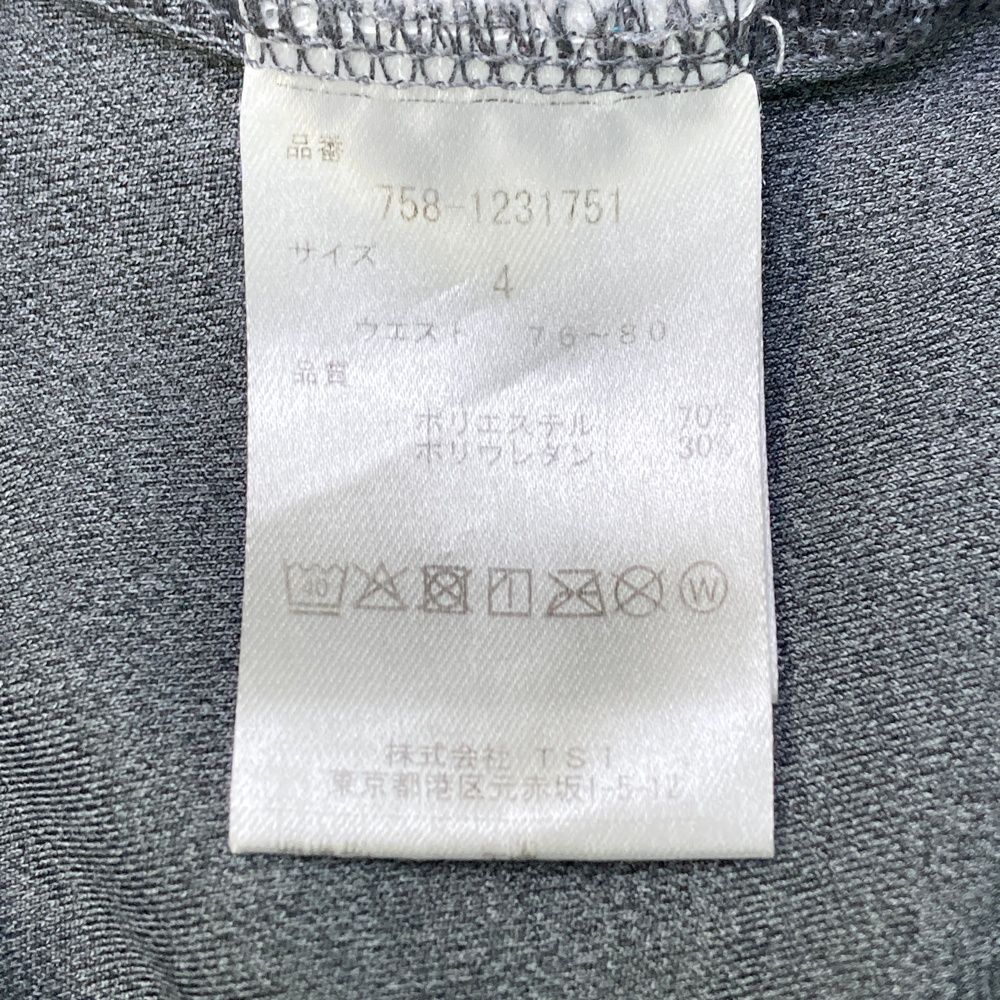 品番
758-1231751
サイズ
4
ウエスト 76~80
品質
ポリエステル 70%
ポリウレタン 30%
30
W
株式会社 TSI
東京都港区元赤坂1-5-12